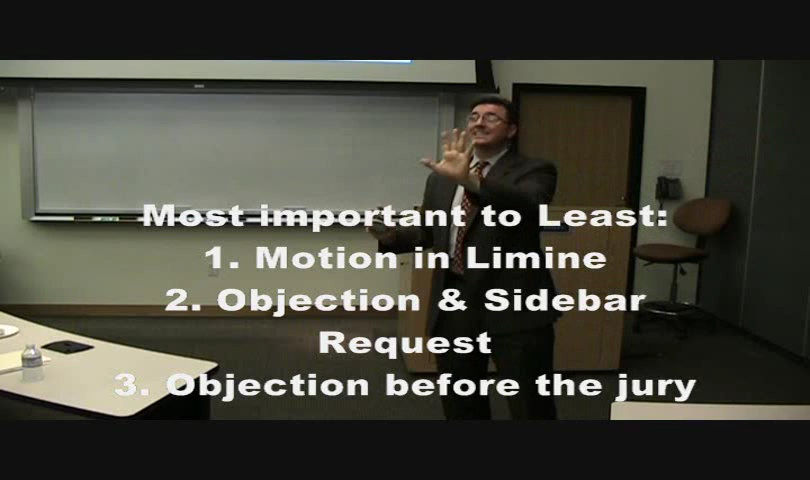 Most important to Least:
1. Motion in Limine
2. Objection & Sidebar
Request
3. Objection before the jury